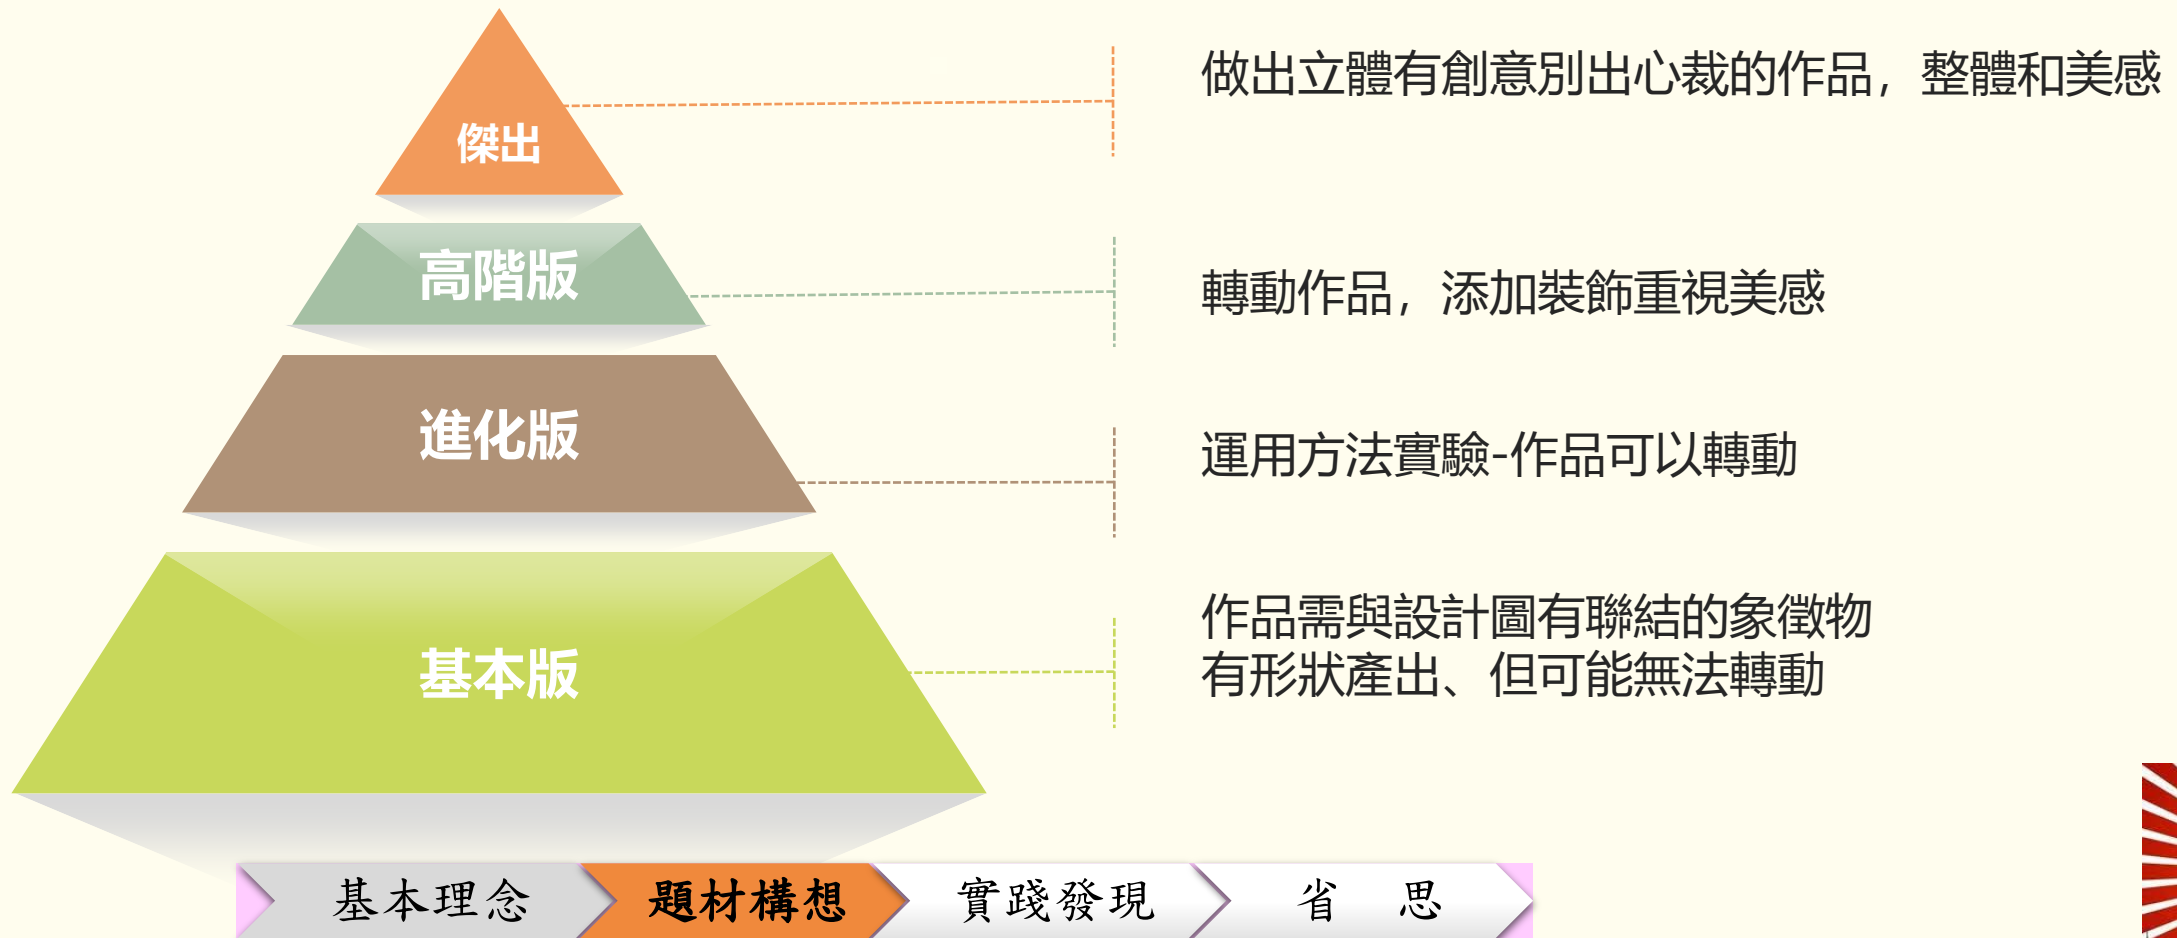 傑出
做出立體有創意別出心裁的作品，整體和美感
高階版
轉動作品，添加裝飾重視美感
進化版
運用方法實驗-作品可以轉動
基本版
作品需與設計圖有聯結的象徵物
有形狀產出、但可能無法轉動
基本理念
題材構想
實踐發現
省 思